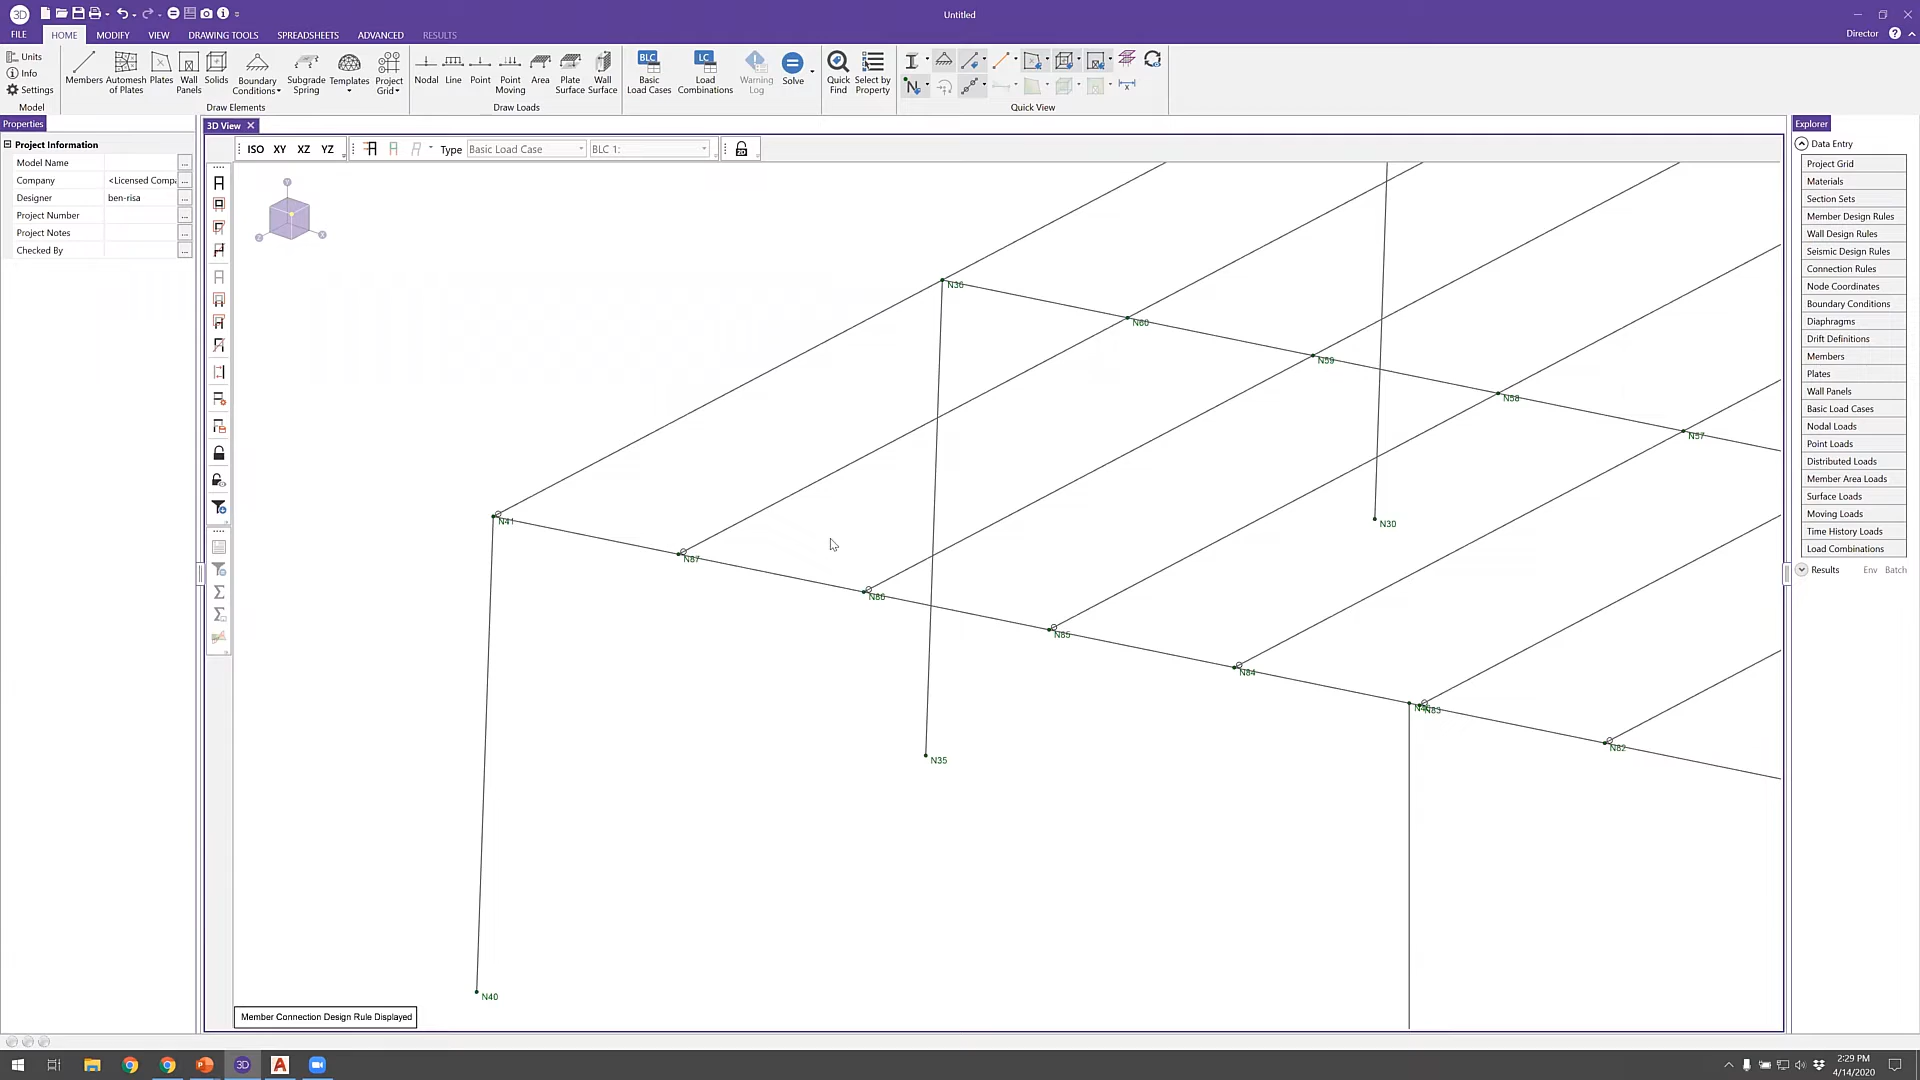 3D
Untitled
FILE HOME MODIFY VIEW DRAWING TOOLS SPREADSHEETS ADVANCED RESULTS
Director
Units
Info
Settings
Model
Members
Automesh of Plates
Plates
Wall Panels
Solids
Boundary Conditions
Subgrade Spring
Templates
Project Grid
Draw Elements
Nodal
Line
Point
Point Moving
Area
Plate Surface
Wall Surface
Draw Loads
BLC
Basic Load Cases
LC
Load Combinations
Warning Log
Solve
Quick Find
Select by Property
Quick View
Properties
Project Information
Model Name
Company <Licensed Comp
Designer ben-risa
Project Number
Project Notes
Checked By
3D View
ISO XY XZ YZ
Type Basic Load Case BLC 1:
Y
Z
X
N36
N60
N59
N58
N57
N30
N41
N87
N86
N85
N84
N83
N82
N35
N40
Member Connection Design Rule Displayed
Explorer
Data Entry
Project Grid
Materials
Section Sets
Member Design Rules
Wall Design Rules
Seismic Design Rules
Connection Rules
Node Coordinates
Boundary Conditions
Diaphragms
Drift Definitions
Members
Plates
Wall Panels
Basic Load Cases
Nodal Loads
Point Loads
Distributed Loads
Member Area Loads
Surface Loads
Moving Loads
Time History Loads
Load Combinations
Results Env Batch
3D
2:29 PM
4/14/2020